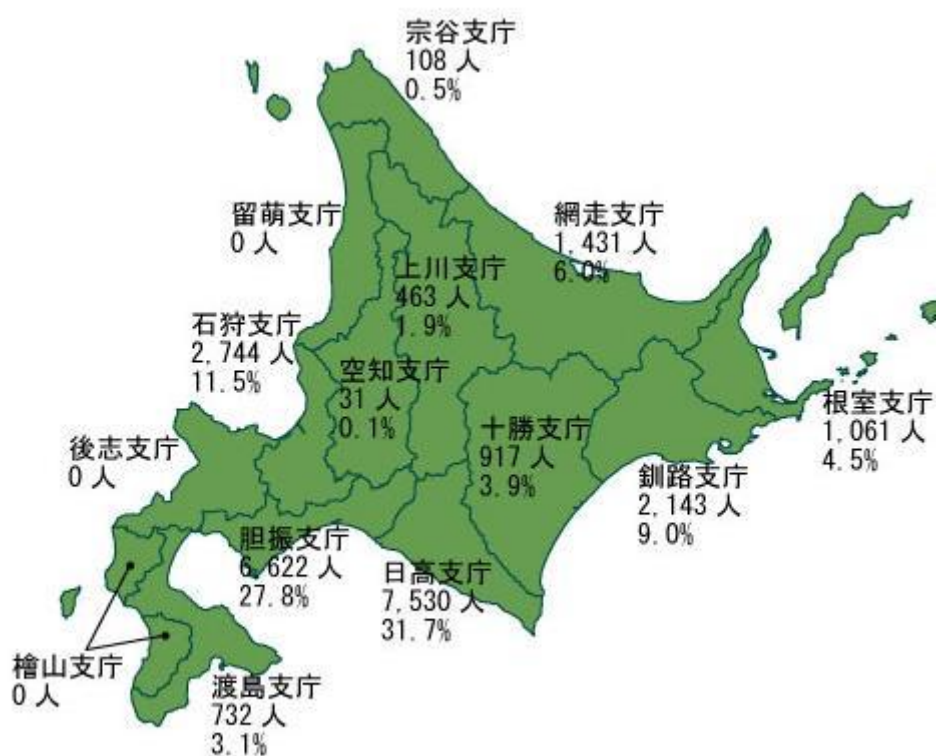 宗谷支庁
108 人
0.5%
留萌支庁
0 人
網走支庁
1,431 人
6.0%
上川支庁
463 人
1.9%
石狩支庁
2,744 人
11.5%
空知支庁
31 人
0.1%
後志支庁
0 人
十勝支庁
917 人
3.9%
根室支庁
1,061 人
4.5%
釧路支庁
2,143 人
9.0%
胆振支庁
6,622 人
27.8%
日高支庁
7,530 人
31.7%
檜山支庁
0 人
渡島支庁
732 人
3.1%